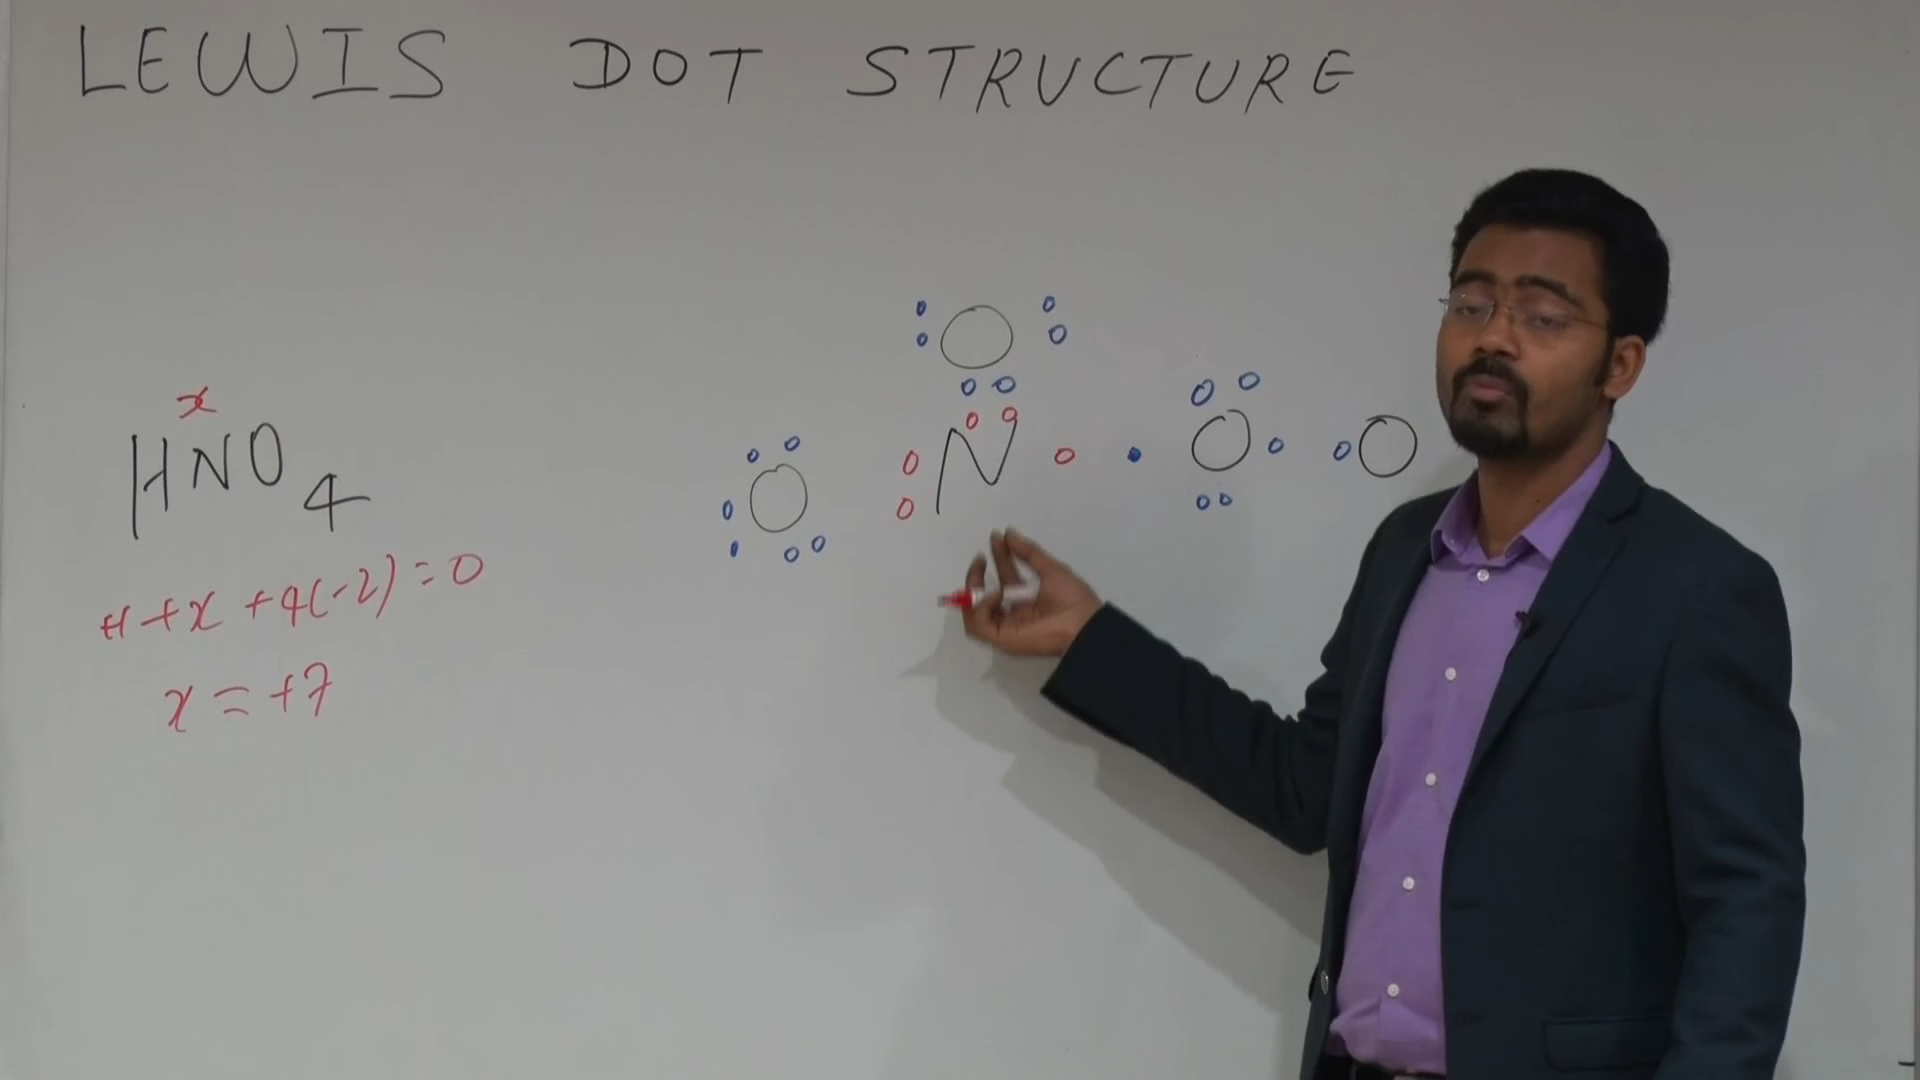 LEWIS DOT STRUCTURE
x
HNO4
+1+x+4(-2)=0
x=+7
O
O N O O